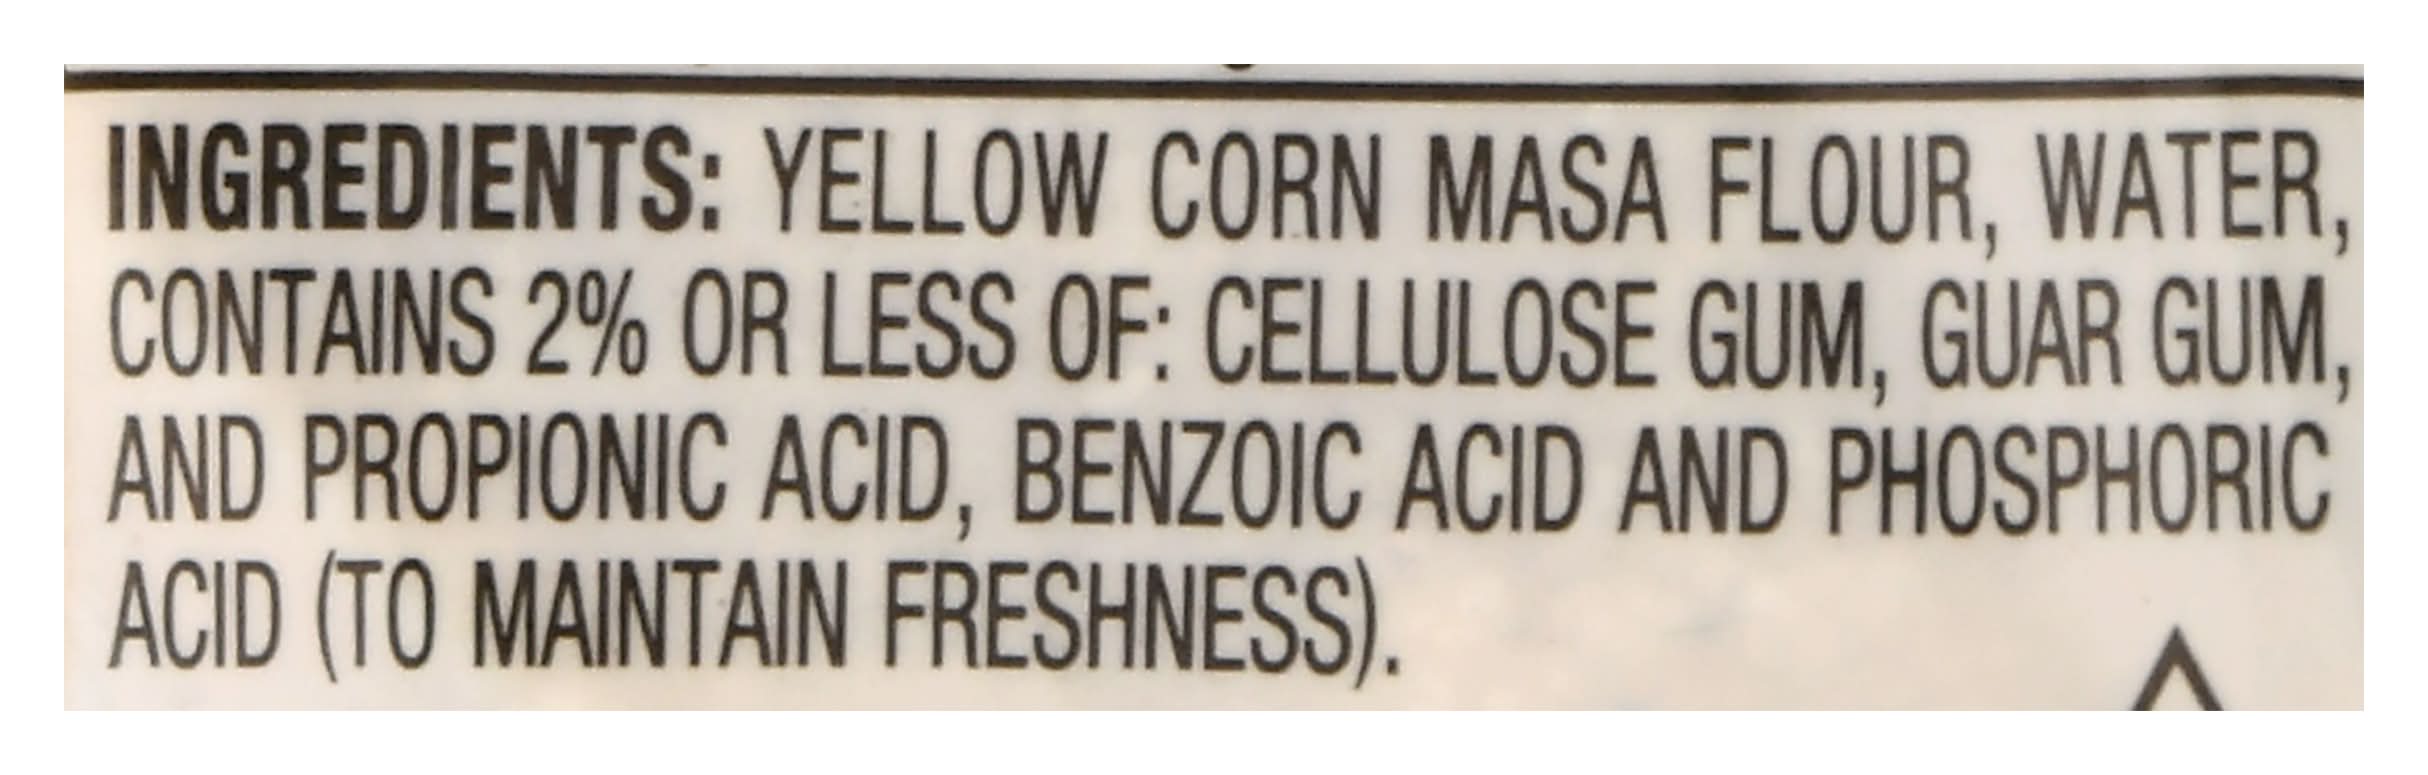 INGREDIENTS: YELLOW CORN MASA FLOUR, WATER,
CONTAINS 2% OR LESS OF: CELLULOSE GUM, GUAR GUM,
AND PROPIONIC ACID, BENZOIC ACID AND PHOSPHORIC
ACID (TO MAINTAIN FRESHNESS).